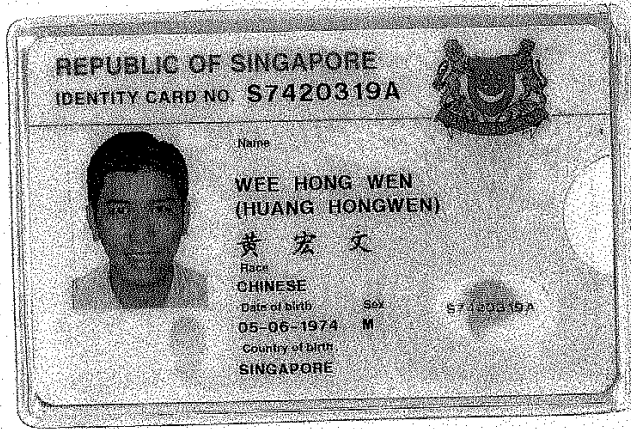 REPUBLIC OF SINGAPORE
IDENTITY CARD NO. S7420319A
Name
WEE HONG WEN
(HUANG HONGWEN)
黄 宏 文
Race
CHINESE
Date of birth Sex
05-06-1974 M
S7420319A
Country of birth
SINGAPORE